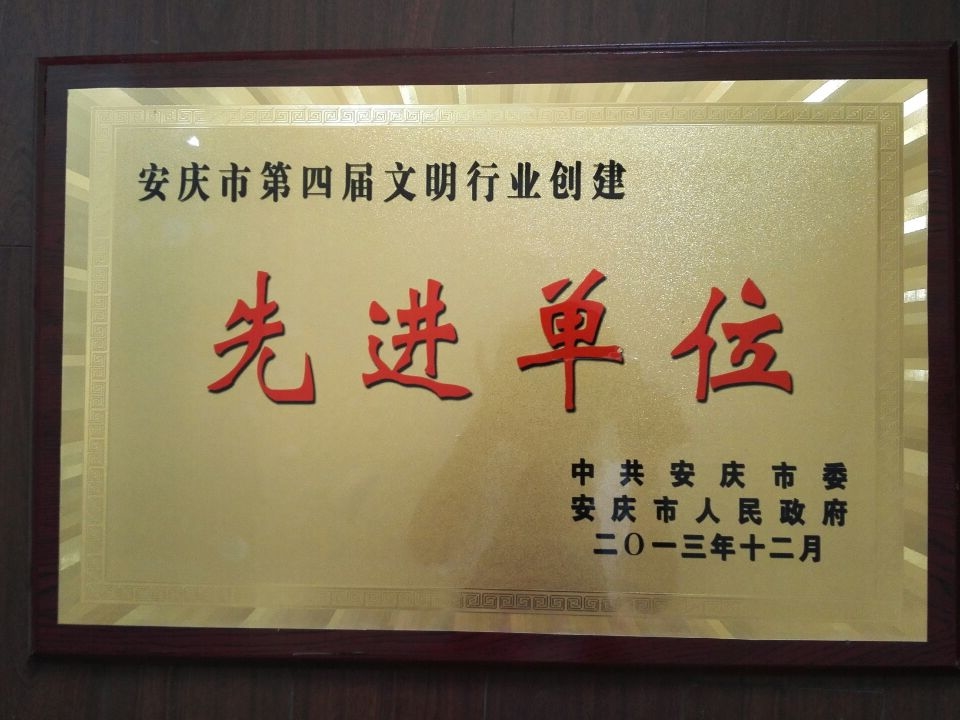 安庆市第四届文明行业创建
先进单位
中共安庆市委
安庆市人民政府
二〇一三年十二月